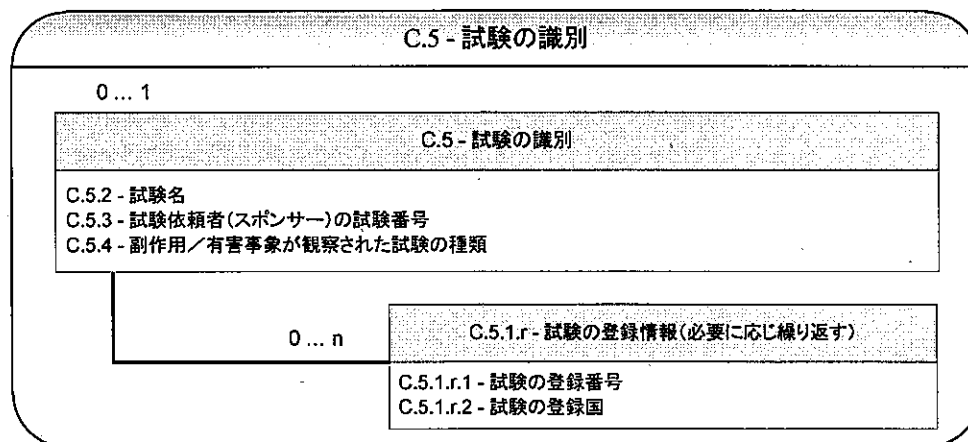 C.5 - 試験の識別
0 ... 1
C.5 - 試験の識別
C.5.2 - 試験名
C.5.3 - 試験依頼者(スポンサー)の試験番号
C.5.4 - 副作用／有害事象が観察された試験の種類
0 ... n
C.5.1.r - 試験の登録情報(必要に応じ繰り返す)
C.5.1.r.1 - 試験の登録番号
C.5.1.r.2 - 試験の登録国